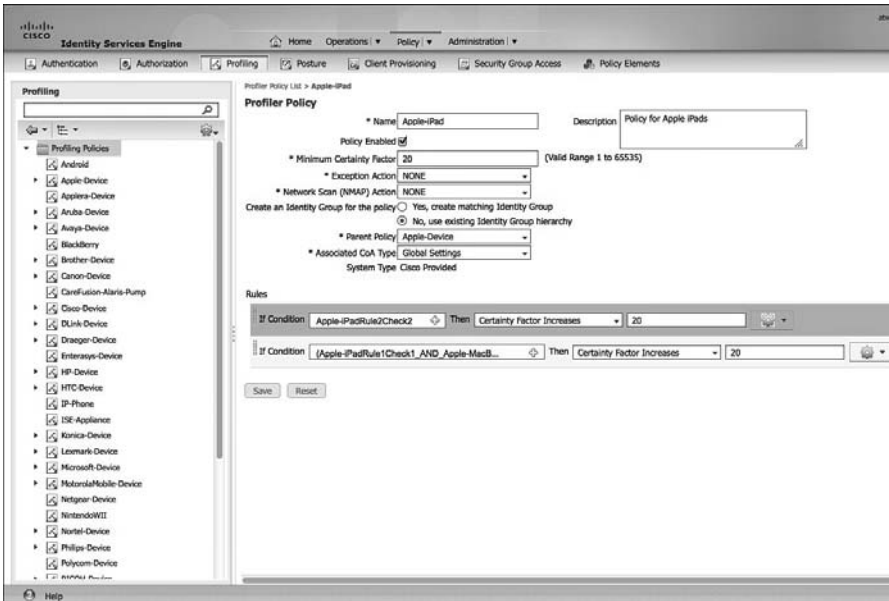 CISCO
Identity Services Engine
Home Operations Policy Administration
Authentication Authorization Profiling Posture Client Provisioning Security Group Access Policy Elements
Profiling
Profiling Policies
Android
Apple-Device
Applera-Device
Aruba-Device
Avaya-Device
BlackBerry
Brother-Device
Canon-Device
CareFusion-Alaris-Pump
Cisco-Device
DLink-Device
Draeger-Device
Enterasys-Device
HP-Device
HTC-Device
IP-Phone
ISE-Appliance
Konica-Device
Lexmark-Device
Microsoft-Device
MotorolaMobile-Device
Netgear-Device
NintendoWII
Nortel-Device
Philips-Device
Polycom-Device
Profiler Policy List > Apple-iPad
Profiler Policy
* Name Apple-iPad Description Policy for Apple iPads
Policy Enabled
* Minimum Certainty Factor 20 (Valid Range 1 to 65535)
* Exception Action NONE
* Network Scan (NMAP) Action NONE
Create an Identity Group for the policy Yes, create matching Identity Group
No, use existing Identity Group hierarchy
* Parent Policy Apple-Device
* Associated CoA Type Global Settings
System Type Cisco Provided
Rules
If Condition Apple-iPadRule2Check2 Then Certainty Factor Increases 20
If Condition (Apple-iPadRule1Check1_AND_Apple-MacB... Then Certainty Factor Increases 20
Save Reset
Help